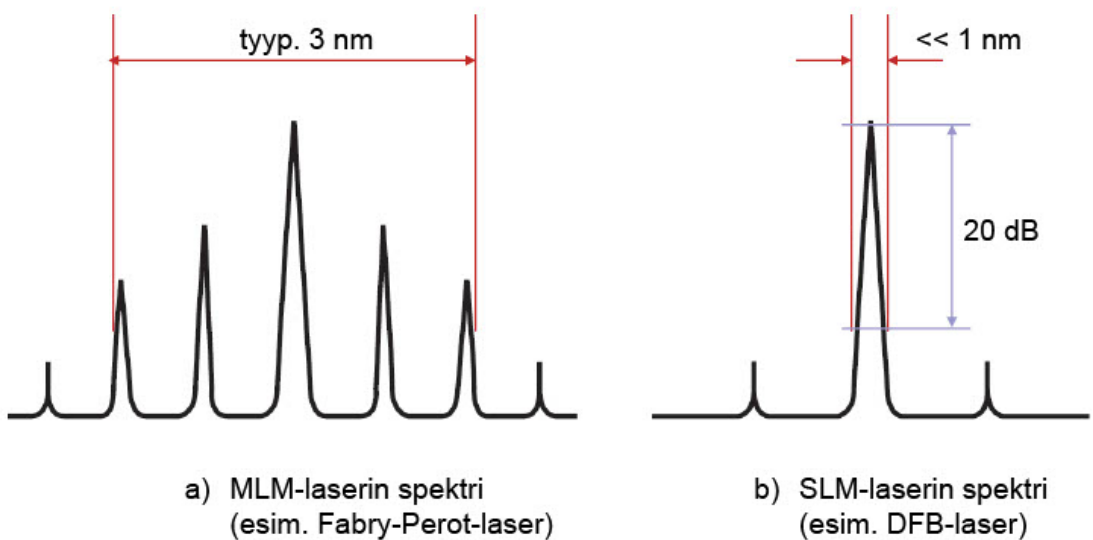 tyyp. 3 nm
<< 1 nm
20 dB
a) MLM-laserin spektri
(esim. Fabry-Perot-laser)
b) SLM-laserin spektri
(esim. DFB-laser)